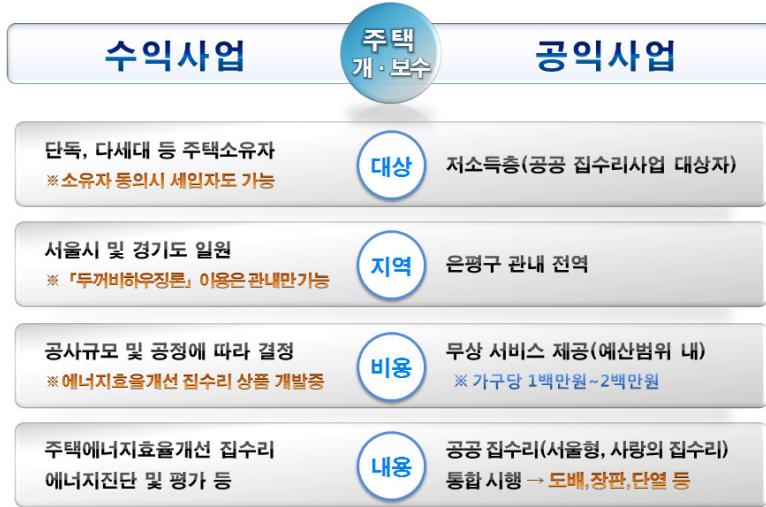 수익사업
주택
개·보수
공익사업
단독, 다세대 등 주택소유자
※소유자 동의시 세입자도 가능
대상
저소득층(공공 집수리사업 대상자)
서울시 및 경기도 일원
※ 「두꺼비하우징론」 이용은 관내만 가능
지역
은평구 관내 전역
공사규모 및 공정에 따라 결정
※에너지효율개선 집수리 상품 개발중
비용
무상 서비스 제공(예산범위 내)
※ 가구당 1백만원~2백만원
주택에너지효율개선 집수리
에너지진단 및 평가 등
내용
공공 집수리(서울형, 사랑의 집수리)
통합 시행 → 도배,장판,단열 등